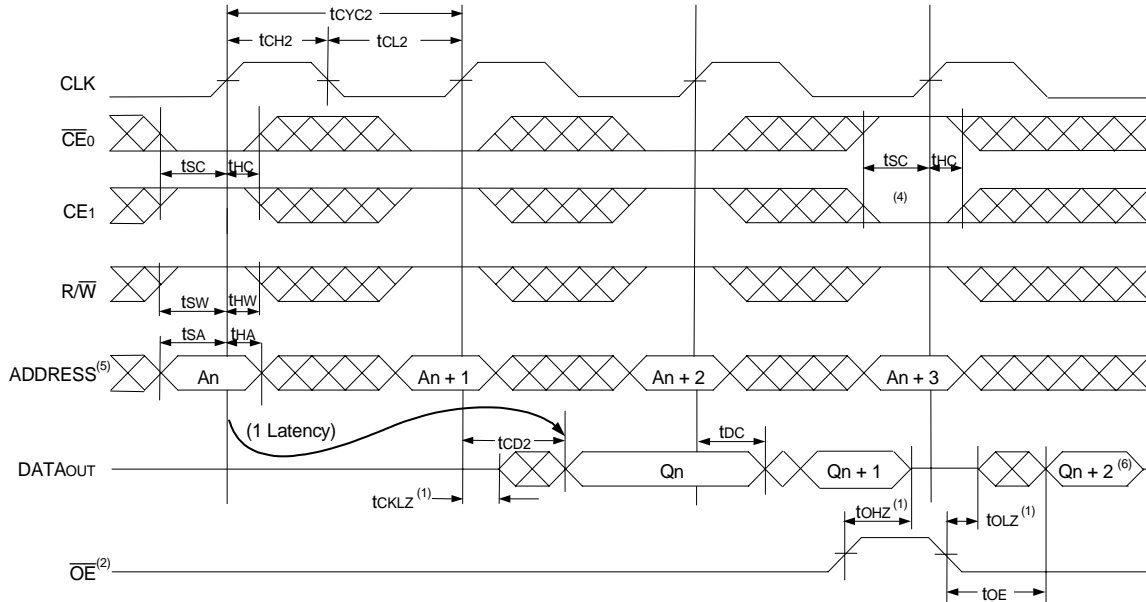 tCYC2
tCH2 tCL2
CLK
CE0
tSC tHC tSC tHC
CE1 (4)
R/W
tSW tHW
tSA tHA
ADDRESS(5) An An + 1 An + 2 An + 3
(1 Latency) tCD2 tDC
DATAOUT Qn Qn + 1 Qn + 2(6)
tCKLZ(1) tOHZ(1) tOLZ(1)
OE(2)
tOE